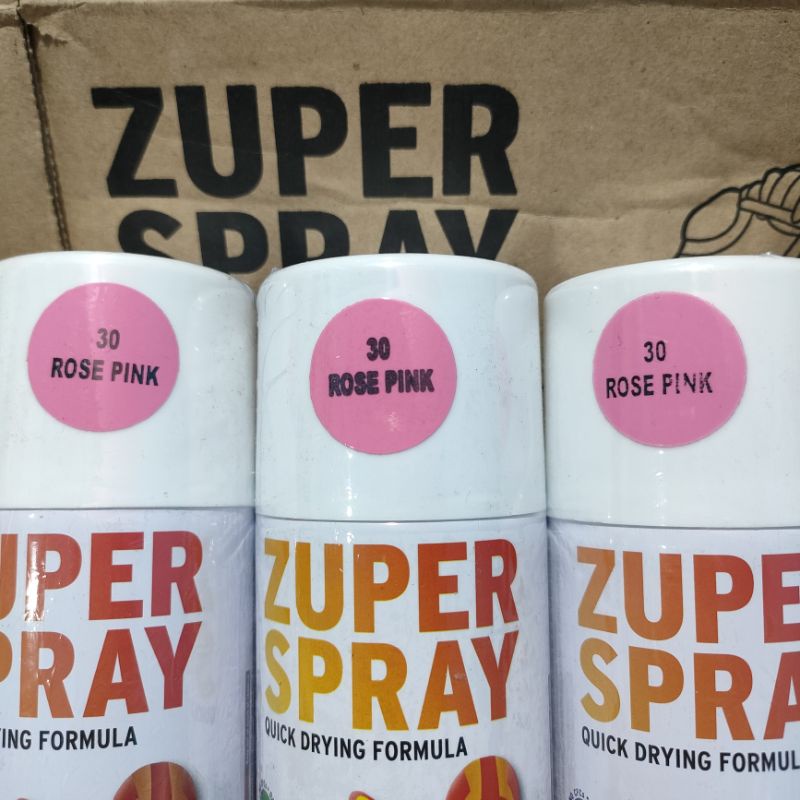 ZUPER
SPRAY
30
ROSE PINK
30
ROSE PINK
30
ROSE PINK
UPER
PRAY
YING FORMULA
ZUPER
SPRAY
QUICK DRYING FORMULA
ZUPE
SPRA
QUICK DRYING FORMUL